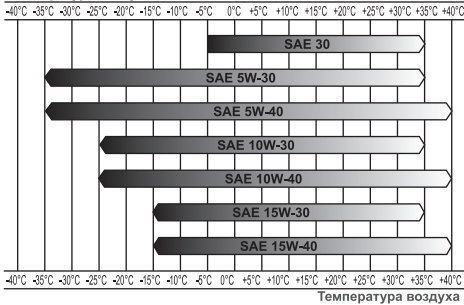 -40°C -35°C -30°C -25°C -20°C -15°C -10°C -5°C 0°C +5°C +10°C +15°C +20°C +25°C +30°C +35°C +40°C
SAE 30
SAE 5W-30
SAE 5W-40
SAE 10W-30
SAE 10W-40
SAE 15W-30
SAE 15W-40
-40°C -35°C -30°C -25°C -20°C -15°C -10°C -5°C 0°C +5°C +10°C +15°C +20°C +25°C +30°C +35°C +40°C
Температура воздуха